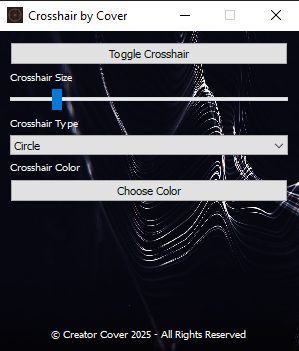 Crosshair by Cover
Toggle Crosshair
Crosshair Size
Crosshair Type
Circle
Crosshair Color
Choose Color
© Creator Cover 2025 - All Rights Reserved